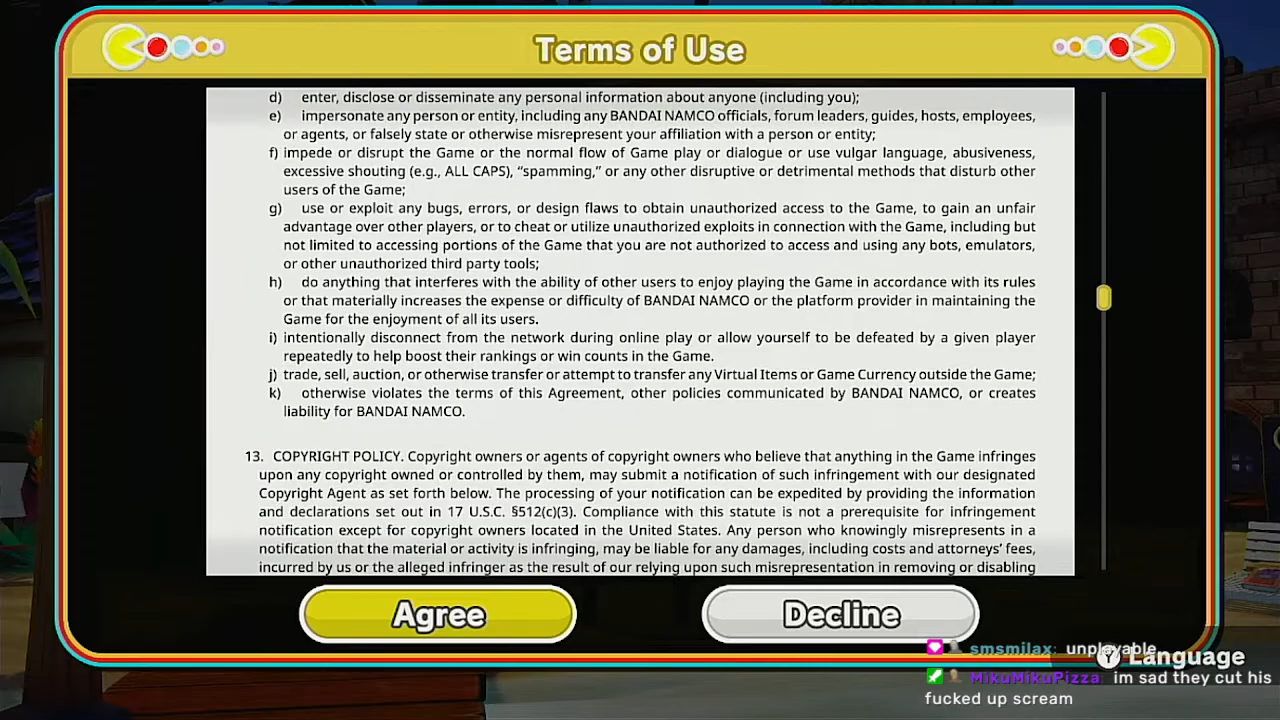 Terms of Use
d) enter, disclose or disseminate any personal information about anyone (including you);
e) impersonate any person or entity, including any BANDAI NAMCO officials, forum leaders, guides, hosts, employees,
or agents, or falsely state or otherwise misrepresent your affiliation with a person or entity;
f) impede or disrupt the Game or the normal flow of Game play or dialogue or use vulgar language, abusiveness,
excessive shouting (e.g., ALL CAPS), “spamming,” or any other disruptive or detrimental methods that disturb other
users of the Game;
g) use or exploit any bugs, errors, or design flaws to obtain unauthorized access to the Game, to gain an unfair
advantage over other players, or to cheat or utilize unauthorized exploits in connection with the Game, including but
not limited to accessing portions of the Game that you are not authorized to access and using any bots, emulators,
or other unauthorized third party tools;
h) do anything that interferes with the ability of other users to enjoy playing the Game in accordance with its rules
or that materially increases the expense or difficulty of BANDAI NAMCO or the platform provider in maintaining the
Game for the enjoyment of all its users.
i) intentionally disconnect from the network during online play or allow yourself to be defeated by a given player
repeatedly to help boost their rankings or win counts in the Game.
j) trade, sell, auction, or otherwise transfer or attempt to transfer any Virtual Items or Game Currency outside the Game;
k) otherwise violates the terms of this Agreement, other policies communicated by BANDAI NAMCO, or creates
liability for BANDAI NAMCO.
13. COPYRIGHT POLICY. Copyright owners or agents of copyright owners who believe that anything in the Game infringes
upon any copyright owned or controlled by them, may submit a notification of such infringement with our designated
Copyright Agent as set forth below. The processing of your notification can be expedited by providing the information
and declarations set out in 17 U.S.C. §512(c)(3). Compliance with this statute is not a prerequisite for infringement
notification except for copyright owners located in the United States. Any person who knowingly misrepresents in a
notification that the material or activity is infringing, may be liable for any damages, including costs and attorneys’ fees,
incurred by us or the alleged infringer as the result of our relying upon such misrepresentation in removing or disabling
Agree
Decline
smsmilax: unplayable
Y Language
MikuMikuPizza: im sad they cut his
fucked up scream